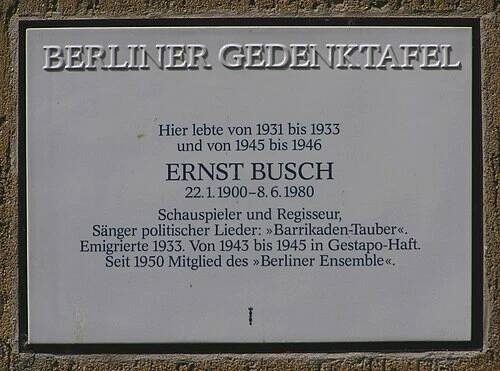 BERLINER GEDENKTAFEL
Hier lebte von 1931 bis 1933
und von 1945 bis 1946
ERNST BUSCH
22.1.1900–8.6.1980
Schauspieler und Regisseur,
Sänger politischer Lieder: »Barrikaden-Tauber«.
Emigrierte 1933. Von 1943 bis 1945 in Gestapo-Haft.
Seit 1950 Mitglied des »Berliner Ensemble«.